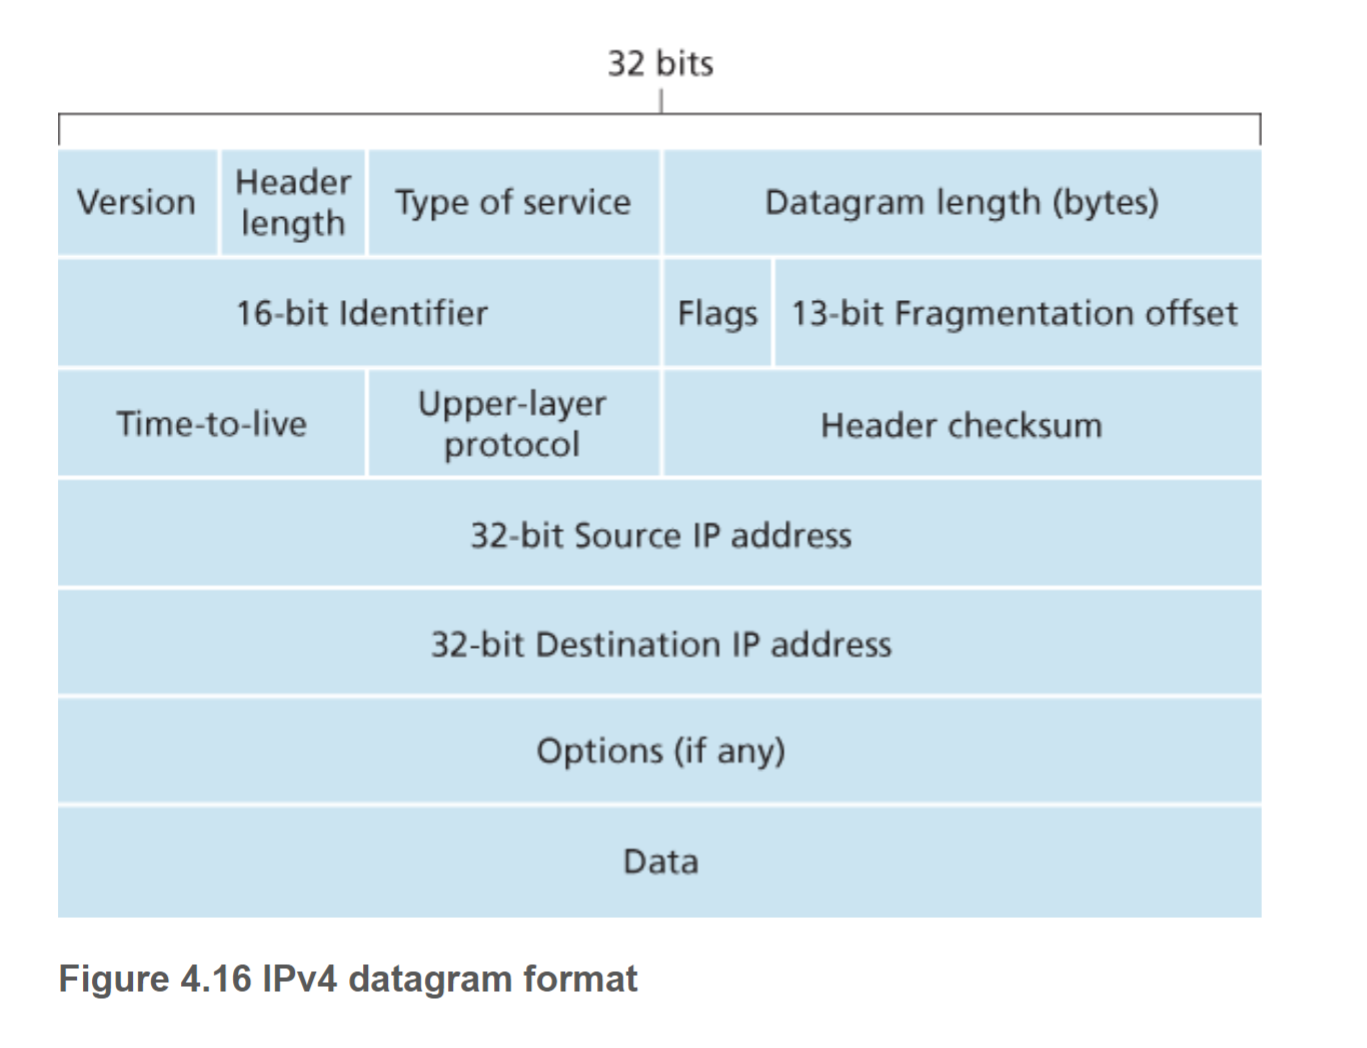 32 bits
Version
Header
length
Type of service
Datagram length (bytes)
16-bit Identifier
Flags
13-bit Fragmentation offset
Time-to-live
Upper-layer
protocol
Header checksum
32-bit Source IP address
32-bit Destination IP address
Options (if any)
Data
Figure 4.16 IPv4 datagram format